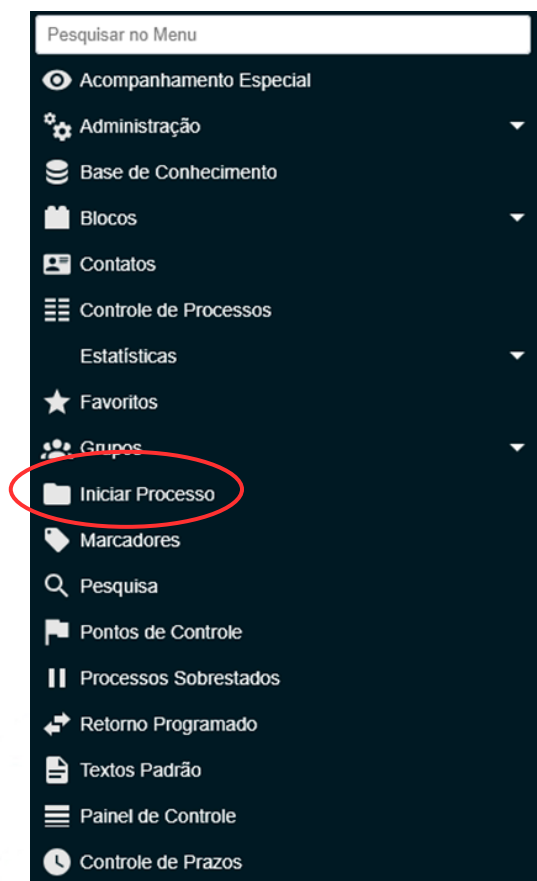 Pesquisar no Menu
Acompanhamento Especial
Administração
Base de Conhecimento
Blocos
Contatos
Controle de Processos
Estatísticas
Favoritos
Grupos
Iniciar Processo
Marcadores
Pesquisa
Pontos de Controle
Processos Sobrestados
Retorno Programado
Textos Padrão
Painel de Controle
Controle de Prazos